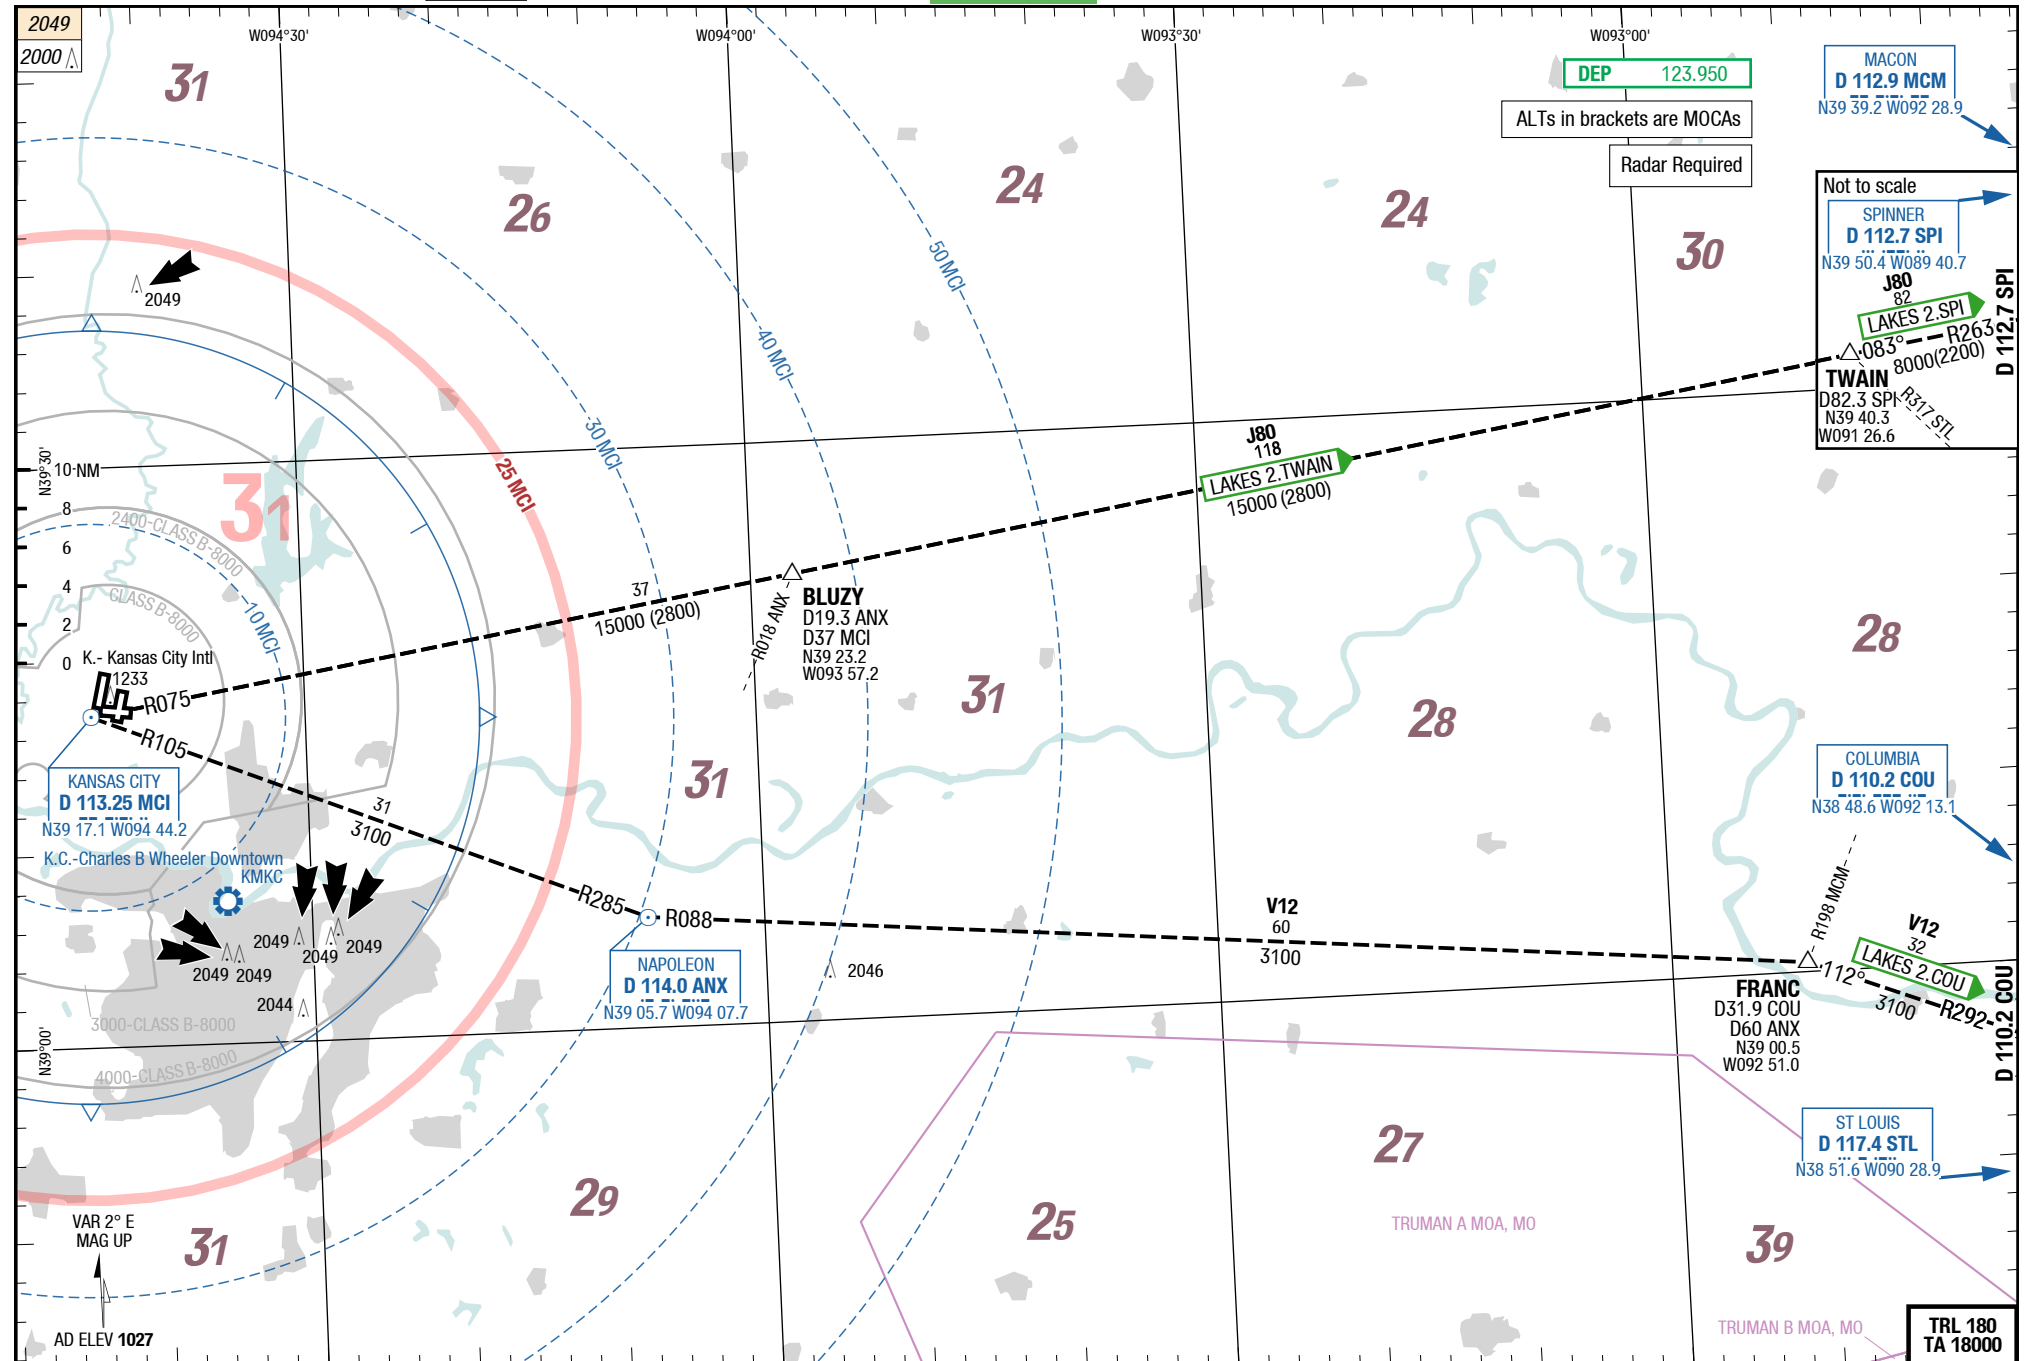 2049
2000
W094°30'
W094°00'
W093°30'
W093°00'
DEP 123.950
ALTs in brackets are MOCAs
Radar Required
MACON
D 112.9 MCM
N39 39.2 W092 28.9
Not to scale
SPINNER
D 112.7 SPI
N39 50.4 W089 40.7
J80
82
LAKES 2.SPI
083°
R263
8000(2200)
D 112.7 SPI
TWAIN
D82.3 SPI
N39 40.3
W091 26.6
R317 STL
31
26
24
24
30
2049
50 MCI
40 MCI
30 MCI
25 MCI
10 MCI
J80
118
LAKES 2.TWAIN
15000 (2800)
N39°30'
10 NM
8
6
4
2
0
31
2400-CLASS B-8000
CLASS B-8000
37
15000 (2800)
R018 ANX
BLUZY
D19.3 ANX
D37 MCI
N39 23.2
W093 57.2
28
K.- Kansas City Intl
1233
R075
R105
31
28
31
KANSAS CITY
D 113.25 MCI
N39 17.1 W094 44.2
31
3100
COLUMBIA
D 110.2 COU
N38 48.6 W092 13.1
K.C.-Charles B Wheeler Downtown
KMKC
R285
R088
V12
60
3100
R198 MCM
V12
32
LAKES 2.COU
112°
3100
R292
D 110.2 COU
2049
2049
2049
2049
2049
2044
2046
NAPOLEON
D 114.0 ANX
N39 05.7 W094 07.7
FRANC
D31.9 COU
D60 ANX
N39 00.5
W092 51.0
3000-CLASS B-8000
N39°00'
4000-CLASS B-8000
ST LOUIS
D 117.4 STL
N38 51.6 W090 28.9
27
29
25
TRUMAN A MOA, MO
39
31
VAR 2° E
MAG UP
AD ELEV 1027
TRUMAN B MOA, MO
TRL 180
TA 18000